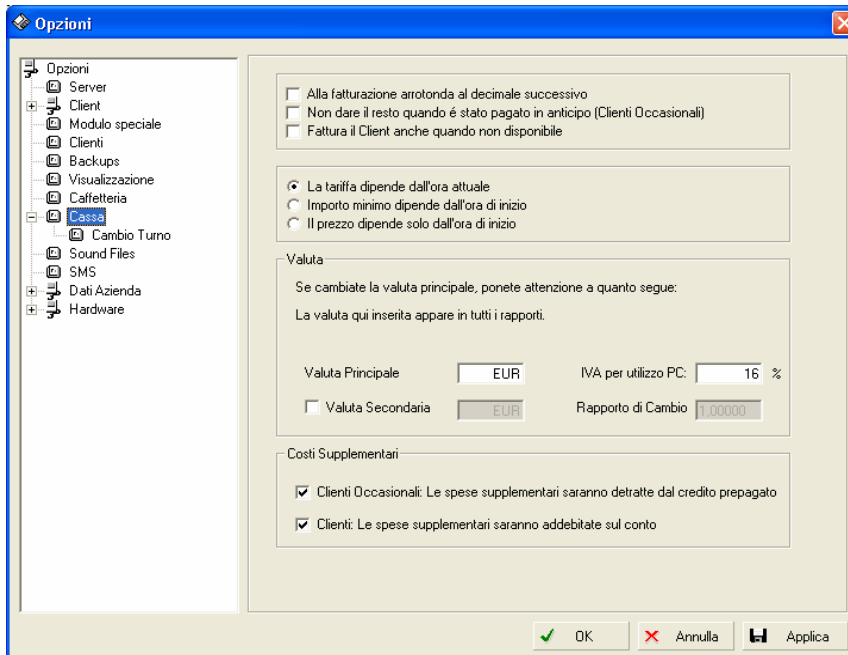 Opzioni
Opzioni
Server
Client
Modulo speciale
Clienti
Backups
Visualizzazione
Caffetteria
Cassa
Cambio Turno
Sound Files
SMS
Dati Azienda
Hardware
Alla fatturazione arrotonda al decimale successivo
Non dare il resto quando é stato pagato in anticipo (Clienti Occasionali)
Fattura il Client anche quando non disponibile
La tariffa dipende dall'ora attuale
Importo minimo dipende dall'ora di inizio
Il prezzo dipende solo dall'ora di inizio
Valuta
Se cambiate la valuta principale, ponete attenzione a quanto segue:
La valuta qui inserita appare in tutti i rapporti.
Valuta Principale EUR IVA per utilizzo PC: 16 %
Valuta Secondaria EUR Rapporto di Cambio 1,00000
Costi Supplementari
Clienti Occasionali: Le spese supplementari saranno detratte dal credito prepagato
Clienti: Le spese supplementari saranno addebitate sul conto
OK Annulla Applica